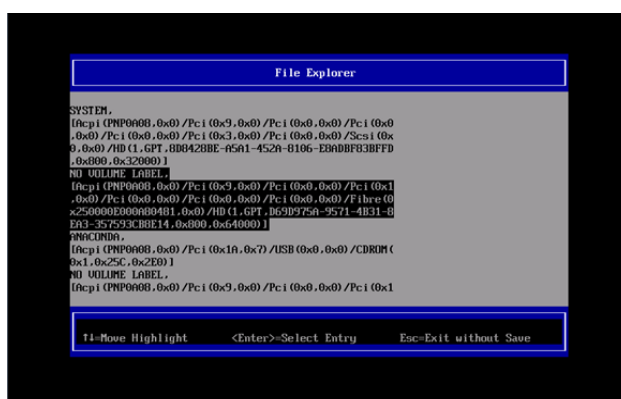 File Explorer
SYSTEM,
[Acpi(PNP0A08,0x0)/Pci(0x9,0x0)/Pci(0x0,0x0)/Pci(0x0
,0x0)/Pci(0x0,0x0)/Pci(0x3,0x0)/Pci(0x0,0x0)/Scsi(0x
0,0x0)/HD(1,GPT,8D8428BE-A5A1-452A-8106-E8ADBF83BFFD
,0x800,0x32000)]
NO VOLUME LABEL,
[Acpi(PNP0A08,0x0)/Pci(0x9,0x0)/Pci(0x0,0x0)/Pci(0x1
,0x0)/Pci(0x0,0x0)/Pci(0x0,0x0)/Pci(0x0,0x0)/Fibre(0
x250000E000A80481,0x0)/HD(1,GPT,D69D975A-9571-4B31-8
EA3-357593CB8E14,0x800,0x64000)]
ANACONDA,
[Acpi(PNP0A08,0x0)/Pci(0x1A,0x7)/USB(0x0,0x0)/CDROM(
0x1,0x25C,0x2E0)]
NO VOLUME LABEL,
[Acpi(PNP0A08,0x0)/Pci(0x9,0x0)/Pci(0x0,0x0)/Pci(0x1
↑↓=Move Highlight <Enter>=Select Entry Esc=Exit without Save